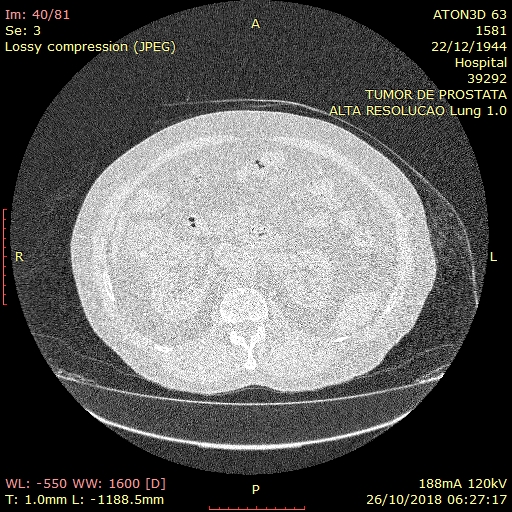 Im: 40/81
Se: 3
Lossy compression (JPEG)
A
ATON3D 63
1581
22/12/1944
Hospital
39292
TUMOR DE PROSTATA
ALTA RESOLUCAO Lung 1.0
R
L
WL: -550 WW: 1600 [D]
T: 1.0mm L: -1188.5mm
P
188mA 120kV
26/10/2018 06:27:17